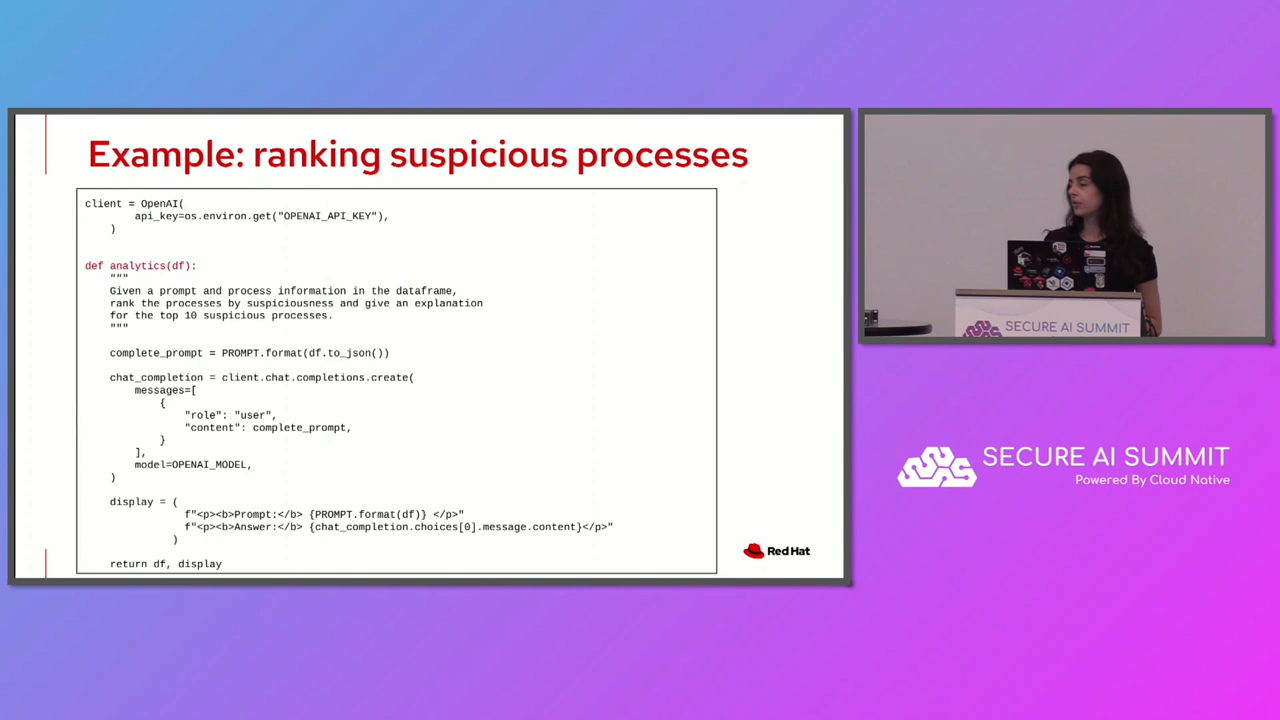 Example: ranking suspicious processes
client = OpenAI(
        api_key=os.environ.get("OPENAI_API_KEY"),
    )
def analytics(df):
    """
    Given a prompt and process information in the dataframe,
    rank the processes by suspiciousness and give an explanation
    for the top 10 suspicious processes.
    """
    complete_prompt = PROMPT.format(df.to_json())
    chat_completion = client.chat.completions.create(
        messages=[
            {
                "role": "user",
                "content": complete_prompt,
            }
        ],
        model=OPENAI_MODEL,
    )
    display = (
                f"<p><b>Prompt:</b> {PROMPT.format(df)} </p>"
                f"<p><b>Answer:</b> {chat_completion.choices[0].message.content}</p>"
              )
    return df, display
Red Hat
SECURE AI SUMMIT
SECURE AI SUMMIT
Powered By Cloud Native